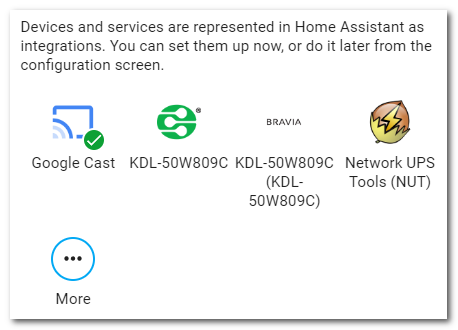 Devices and services are represented in Home Assistant as
integrations. You can set them up now, or do it later from the
configuration screen.
BRAVIA
Google Cast
KDL-50W809C
KDL-50W809C
(KDL-
50W809C)
Network UPS
Tools (NUT)
More